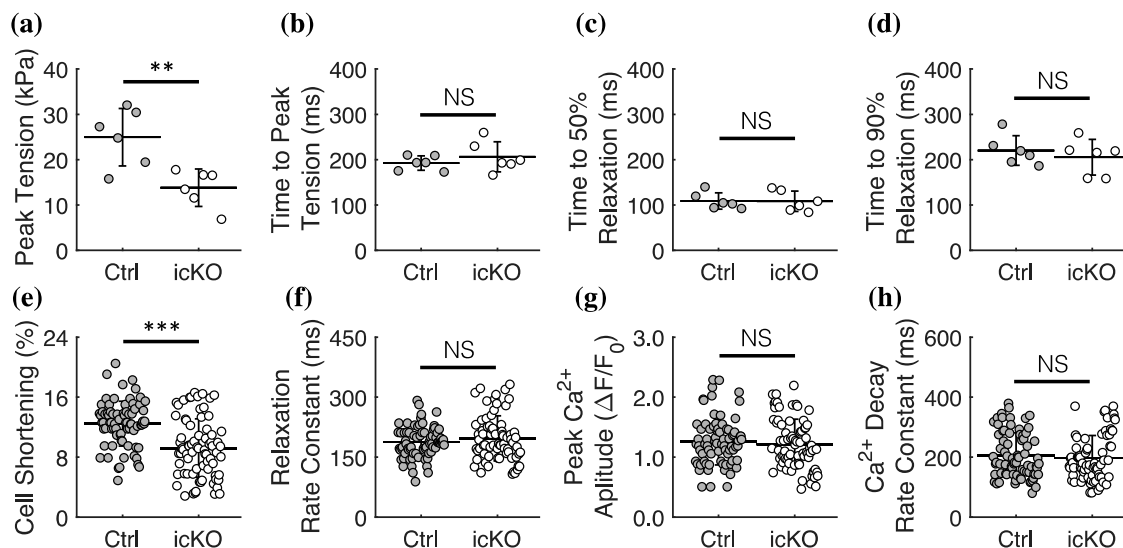 (a)
Peak Tension (kPa)
40
30
20
10
0
**
Ctrl
icKO
(b)
Time to Peak
Tension (ms)
400
300
200
100
0
NS
Ctrl
icKO
(c)
Time to 50%
Relaxation (ms)
400
300
200
100
0
NS
Ctrl
icKO
(d)
Time to 90%
Relaxation (ms)
400
300
200
100
0
NS
Ctrl
icKO
(e)
Cell Shortening (%)
24
16
8
0
***
Ctrl
icKO
(f)
Relaxation
Rate Constant (ms)
450
300
150
0
NS
Ctrl
icKO
(g)
Peak Ca²⁺
Aplitude (ΔF/F₀)
3.0
2.0
1.0
0.0
NS
Ctrl
icKO
(h)
Ca²⁺ Decay
Rate Constant (ms)
600
400
200
0
NS
Ctrl
icKO